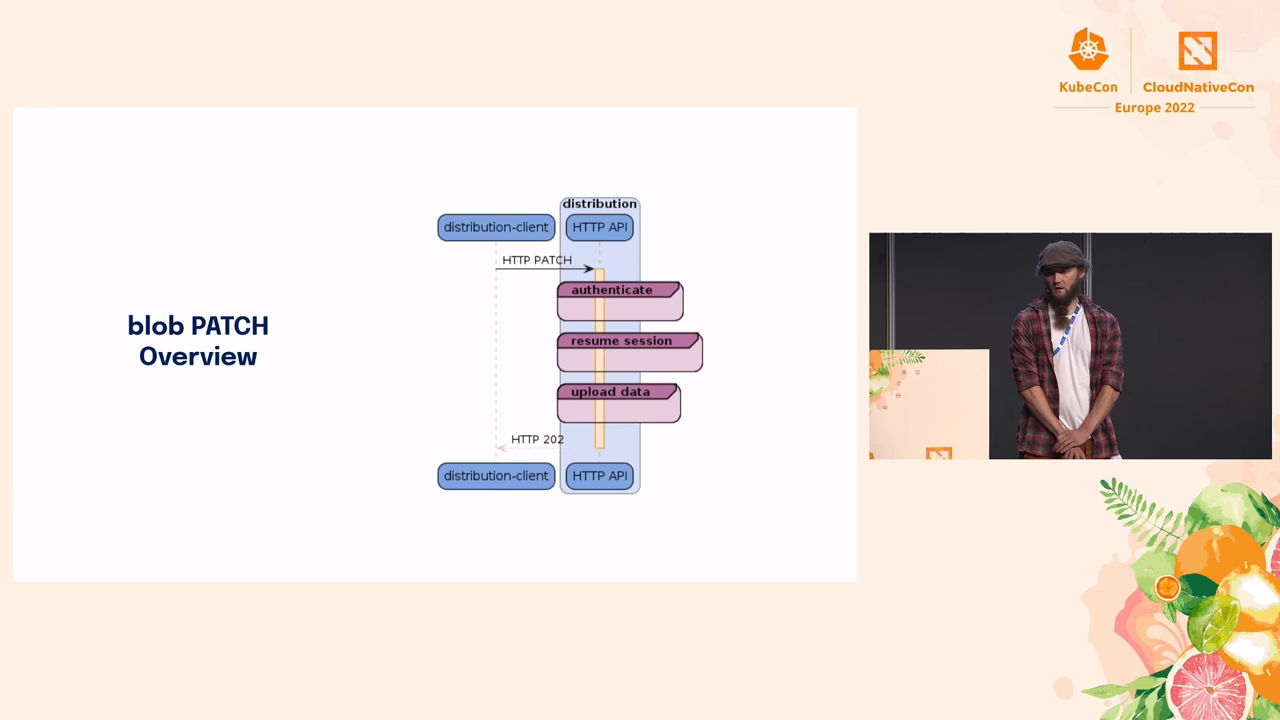 KubeCon
CloudNativeCon
Europe 2022
blob PATCH
Overview
distribution
distribution-client
HTTP API
HTTP PATCH
authenticate
resume session
upload data
HTTP 202
distribution-client
HTTP API